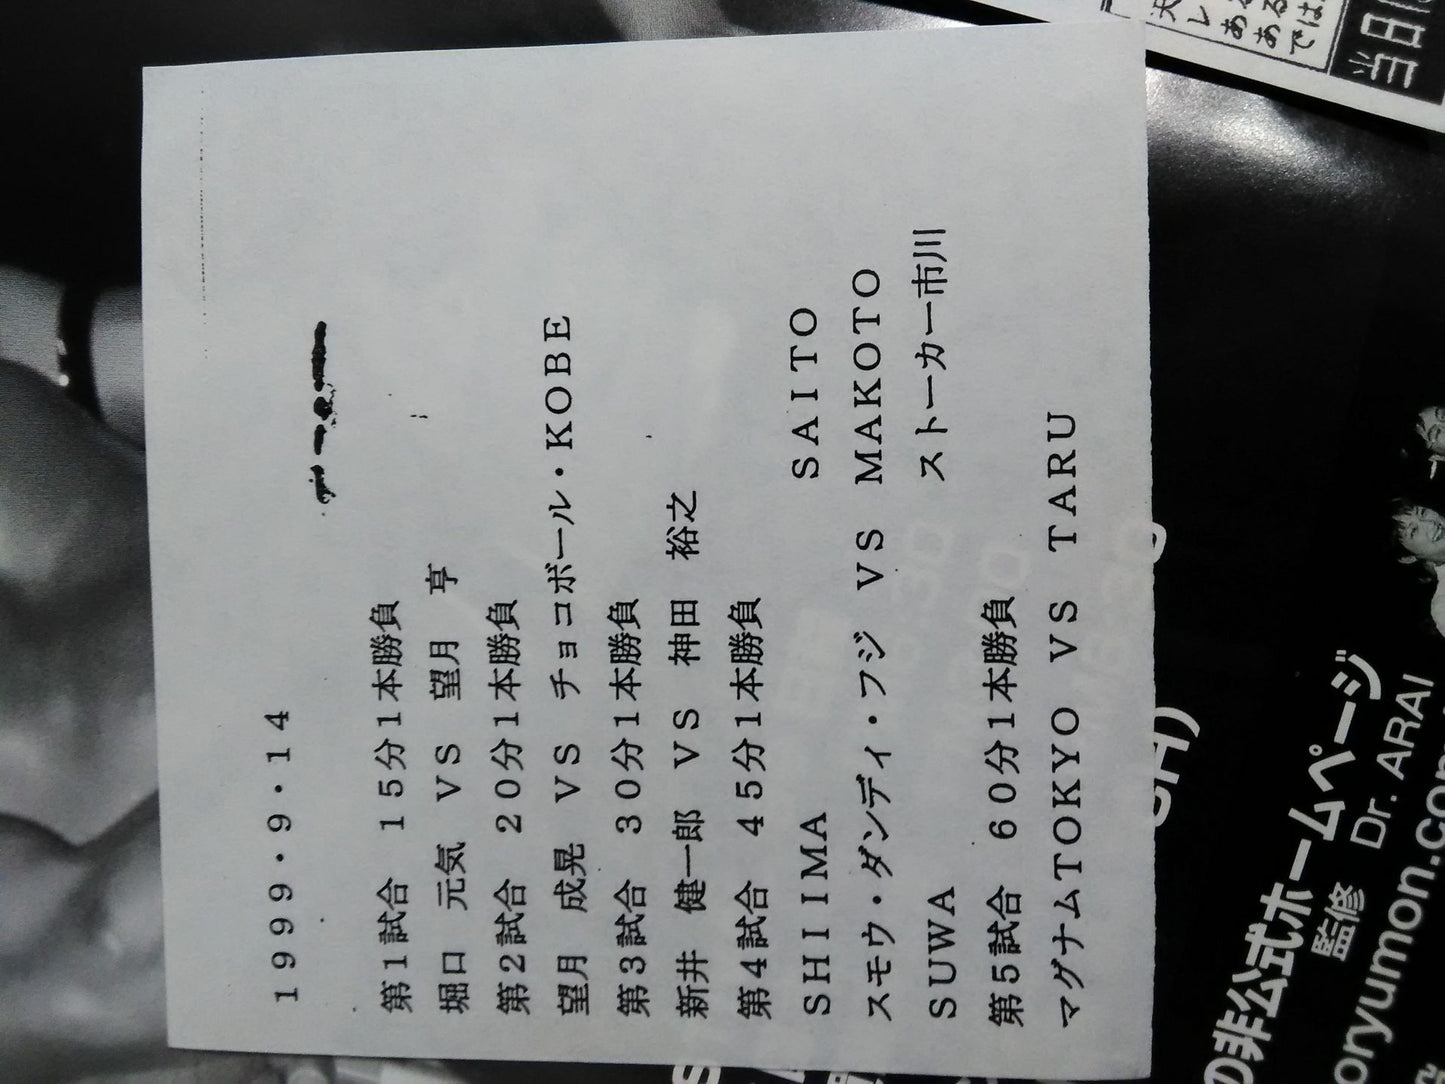 1999・9・14
第1試合　15分1本勝負
堀口　元気　VS　望月　亨
第2試合　20分1本勝負
望月　成晃　VS　チョコボール・KOBE
第3試合　30分1本勝負
新井　健一郎　VS　神田　裕之
第4試合　45分1本勝負
SHIIMA　SAITO
スモウ・ダンディ・フジ　VS　MAKOTO
SUWA　ストーカー市川
第5試合　60分1本勝負
マグナムTOKYO　VS　TARU
の非公式ホームページ
監修　Dr. ARAI
oryumon.com
当日